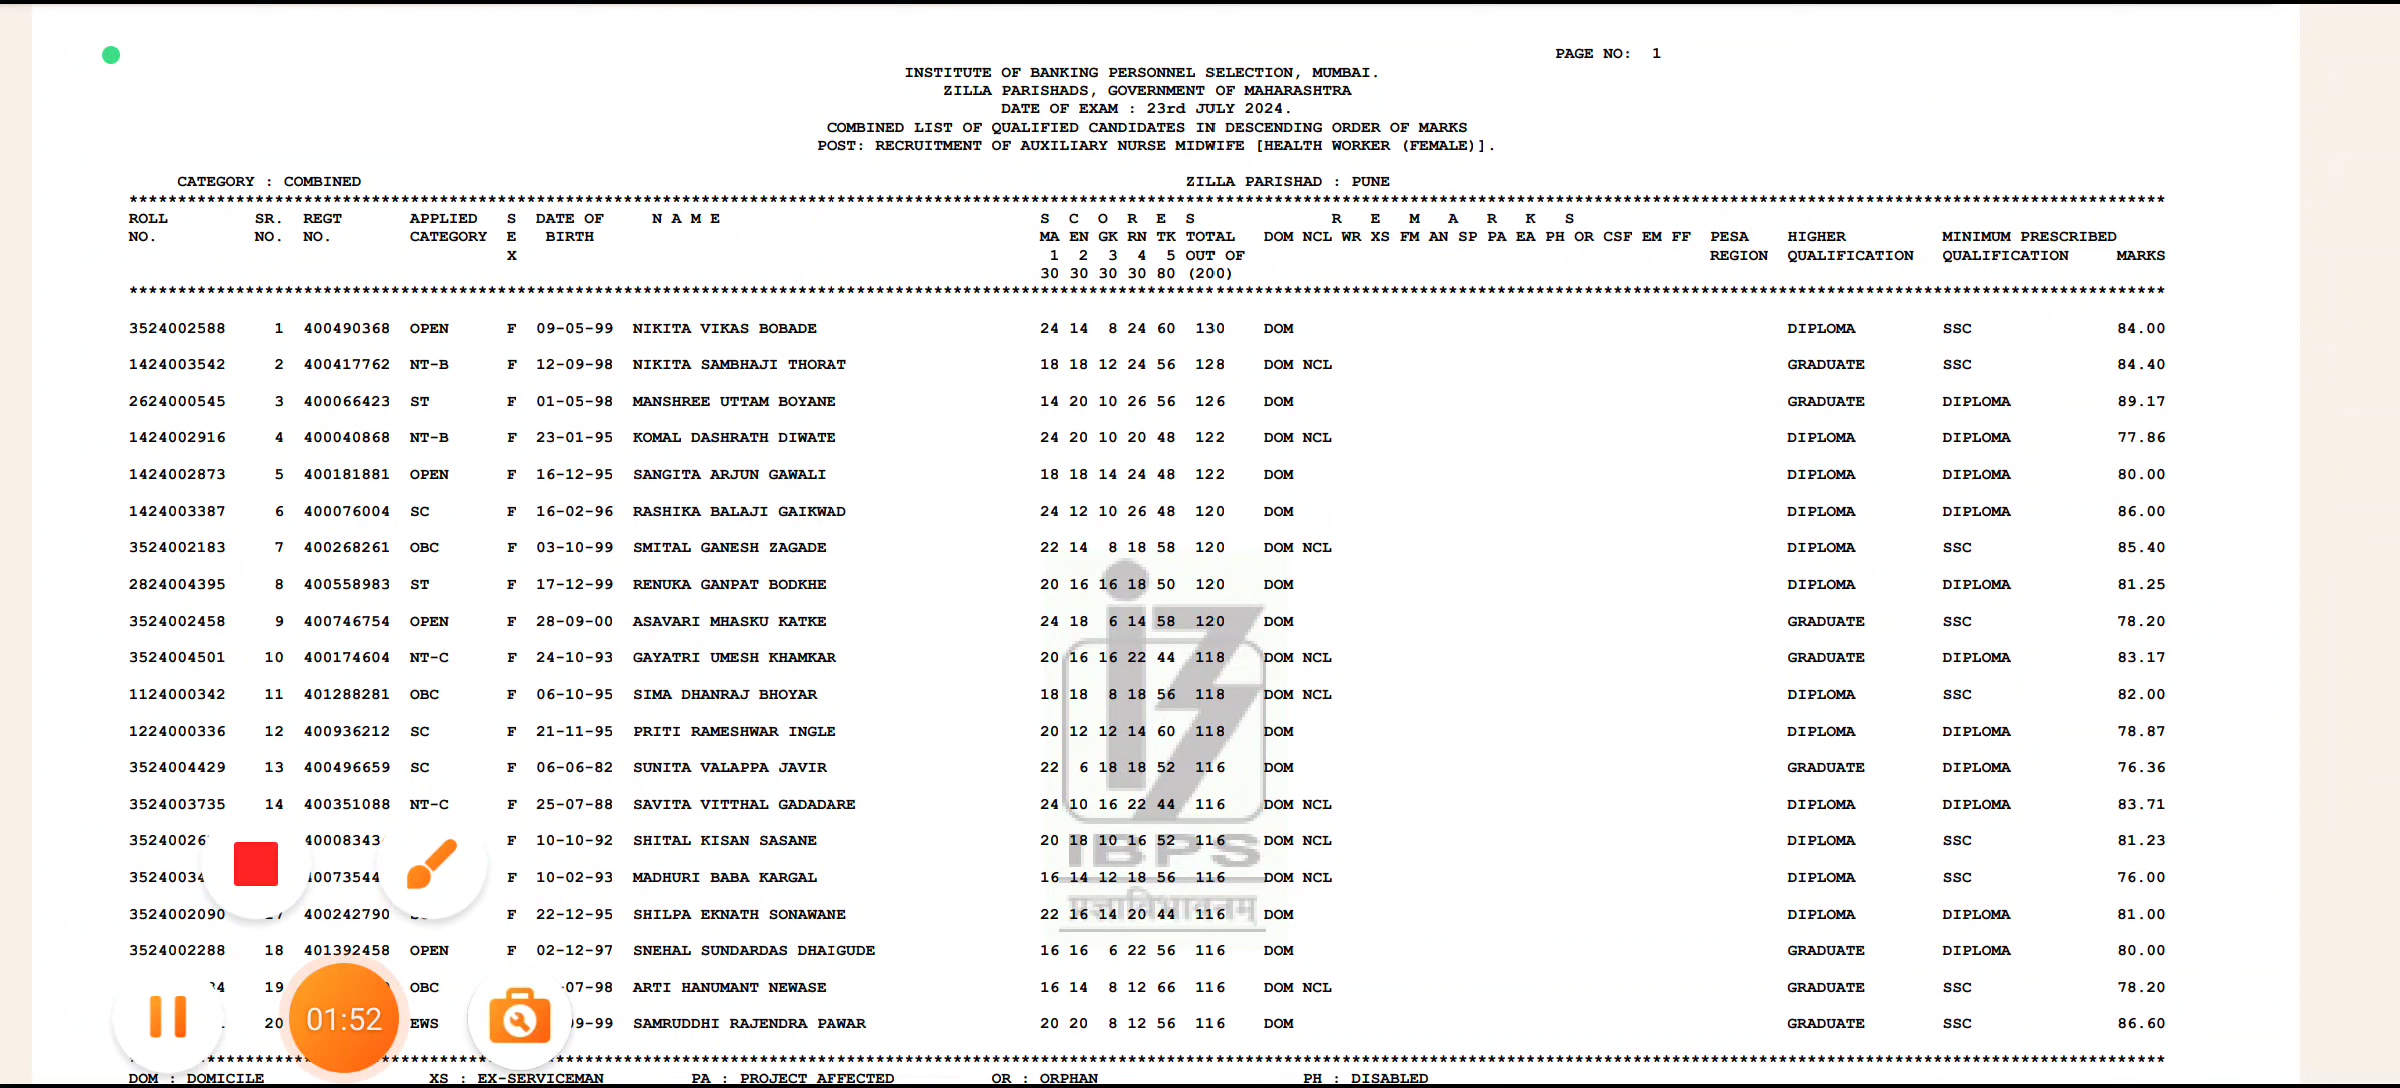 PAGE NO: 1
INSTITUTE OF BANKING PERSONNEL SELECTION, MUMBAI.
ZILLA PARISHADS, GOVERNMENT OF MAHARASHTRA
DATE OF EXAM : 23rd JULY 2024.
COMBINED LIST OF QUALIFIED CANDIDATES IN DESCENDING ORDER OF MARKS
POST: RECRUITMENT OF AUXILIARY NURSE MIDWIFE [HEALTH WORKER (FEMALE)].
CATEGORY : COMBINED ZILLA PARISHAD : PUNE
************************************************************
ROLL SR. REGT APPLIED S DATE OF N A M E S C O R E S R E M A R K S
NO. NO. NO. CATEGORY E BIRTH MA EN GK RN TK TOTAL DOM NCL WR XS FM AN SP PA EA PH OR CSF EM FF PESA HIGHER MINIMUM PRESCRIBED
X 1 2 3 4 5 OUT OF REGION QUALIFICATION QUALIFICATION MARKS
30 30 30 30 80 (200)
************************************************************
3524002588 1 400490368 OPEN F 09-05-99 NIKITA VIKAS BOBADE 24 14 8 24 60 130 DOM DIPLOMA SSC 84.00
1424003542 2 400417762 NT-B F 12-09-98 NIKITA SAMBHAJI THORAT 18 18 12 24 56 128 DOM NCL GRADUATE SSC 84.40
2624000545 3 400066423 ST F 01-05-98 MANSHREE UTTAM BOYANE 14 20 10 26 56 126 DOM GRADUATE DIPLOMA 89.17
1424002916 4 400040868 NT-B F 23-01-95 KOMAL DASHRATH DIWATE 24 20 10 20 48 122 DOM NCL DIPLOMA DIPLOMA 77.86
1424002873 5 400181881 OPEN F 16-12-95 SANGITA ARJUN GAWALI 18 18 14 24 48 122 DOM DIPLOMA DIPLOMA 80.00
1424003387 6 400076004 SC F 16-02-96 RASHIKA BALAJI GAIKWAD 24 12 10 26 48 120 DOM DIPLOMA DIPLOMA 86.00
3524002183 7 400268261 OBC F 03-10-99 SMITAL GANESH ZAGADE 22 14 8 18 58 120 DOM NCL DIPLOMA SSC 85.40
2824004395 8 400558983 ST F 17-12-99 RENUKA GANPAT BODKHE 20 16 16 18 50 120 DOM DIPLOMA DIPLOMA 81.25
3524002458 9 400746754 OPEN F 28-09-00 ASAVARI MHASKU KATKE 24 18 6 14 58 120 DOM GRADUATE SSC 78.20
3524004501 10 400174604 NT-C F 24-10-93 GAYATRI UMESH KHAMKAR 20 16 16 22 44 118 DOM NCL GRADUATE DIPLOMA 83.17
1124000342 11 401288281 OBC F 06-10-95 SIMA DHANRAJ BHOYAR 18 18 8 18 56 118 DOM NCL DIPLOMA SSC 82.00
1224000336 12 400936212 SC F 21-11-95 PRITI RAMESHWAR INGLE 20 12 12 14 60 118 DOM DIPLOMA DIPLOMA 78.87
3524004429 13 400496659 SC F 06-06-82 SUNITA VALAPPA JAVIR 22 6 18 18 52 116 DOM GRADUATE DIPLOMA 76.36
3524003735 14 400351088 NT-C F 25-07-88 SAVITA VITTHAL GADADARE 24 10 16 22 44 116 DOM NCL DIPLOMA DIPLOMA 83.71
F 10-10-92 SHITAL KISAN SASANE 20 18 10 16 52 116 DOM NCL DIPLOMA SSC 81.23
IBPS
F 10-02-93 MADHURI BABA KARGAL 16 14 12 18 56 116 DOM NCL DIPLOMA SSC 76.00
3524002090 400242790 F 22-12-95 SHILPA EKNATH SONAWANE 22 16 14 20 44 116 DOM DIPLOMA DIPLOMA 81.00
3524002288 18 401392458 OPEN F 02-12-97 SNEHAL SUNDARDAS DHAIGUDE 16 16 6 22 56 116 DOM GRADUATE DIPLOMA 80.00
19 OBC ARTI HANUMANT NEWASE 16 14 8 12 66 116 DOM NCL GRADUATE SSC 78.20
20 EWS SAMRUDDHI RAJENDRA PAWAR 20 20 8 12 56 116 DOM GRADUATE SSC 86.60
01:52
************************************************************
DOM : DOMICILE XS : EX-SERVICEMAN PA : PROJECT AFFECTED OR : ORPHAN PH : DISABLED